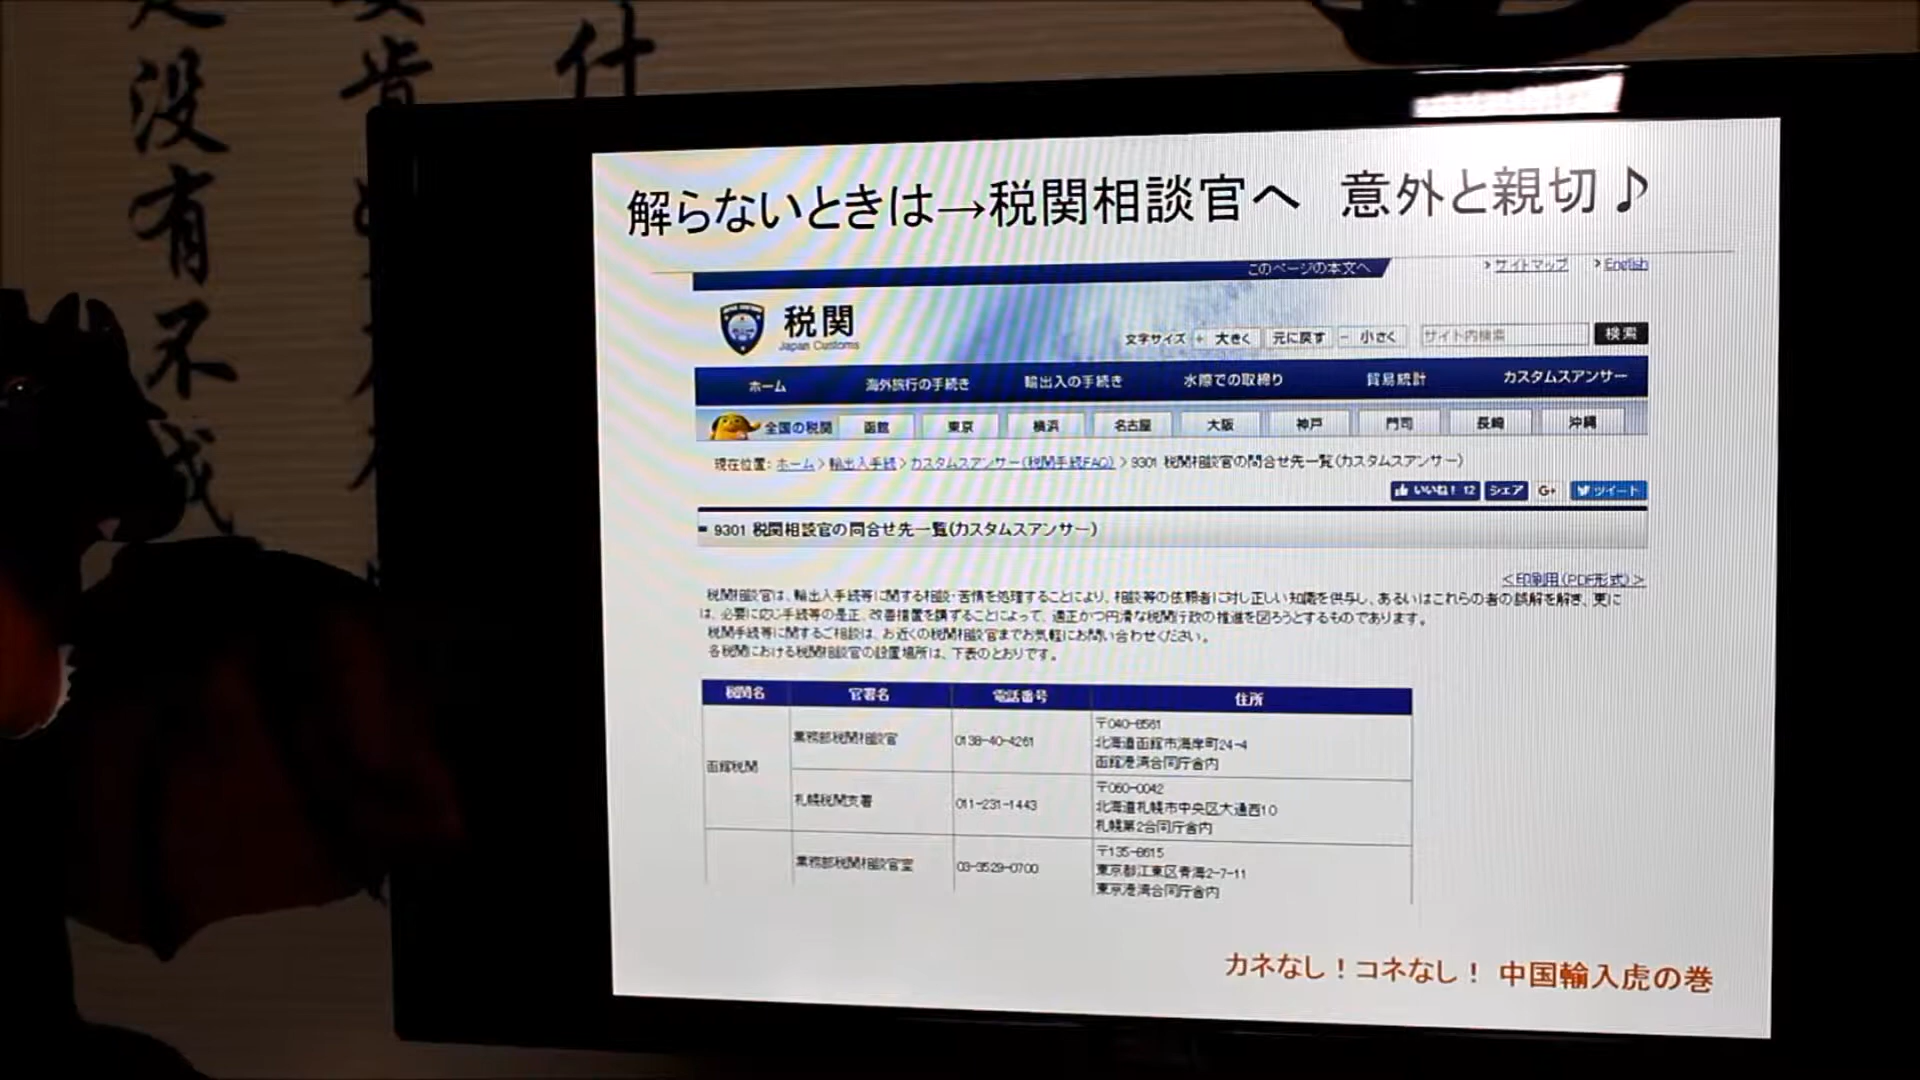 没有不成
肯
什
解らないときは→税関相談官へ 意外と親切♪
このページの本文へ
サイトマップ English
税関
Japan Customs
文字サイズ + 大きく 元に戻す - 小さく サイト内検索 検索
ホーム 海外旅行の手続き 輸出入の手続き 水際での取締り 貿易統計 カスタムスアンサー
全国の税関 函館 東京 横浜 名古屋 大阪 神戸 門司 長崎 沖縄
現在位置:ホーム > 輸出入手続 > カスタムスアンサー(税関手続FAQ) > 9301 税関相談官の問合せ先一覧(カスタムスアンサー)
いいね! 12 シェア G+ ツイート
9301 税関相談官の問合せ先一覧(カスタムスアンサー)
<印刷用(PDF形式)>
税関相談官は、輸出入手続等に関する相談・苦情を処理することにより、相談等の依頼者に対し正しい知識を供与し、あるいはこれらの者の誤解を解き、更に
は、必要に応じ手続等の是正、改善措置を講ずることによって、適正かつ円滑な税関行政の推進を図ろうとするものであります。
税関手続等に関するご相談は、お近くの税関相談官までお気軽にお問い合わせください。
各税関における税関相談官の設置場所は、下表のとおりです。
税関名 官署名 電話番号 住所
函館税関 業務部税関相談官 0138-40-4261 〒040-8561
北海道函館市海岸町24-4
函館港湾合同庁舎内
札幌税関支署 011-231-1443 〒060-0042
北海道札幌市中央区大通西10
札幌第2合同庁舎内
業務部税関相談官室 03-3529-0700 〒135-8615
東京都江東区青海2-7-11
東京港湾合同庁舎内
カネなし!コネなし! 中国輸入虎の巻